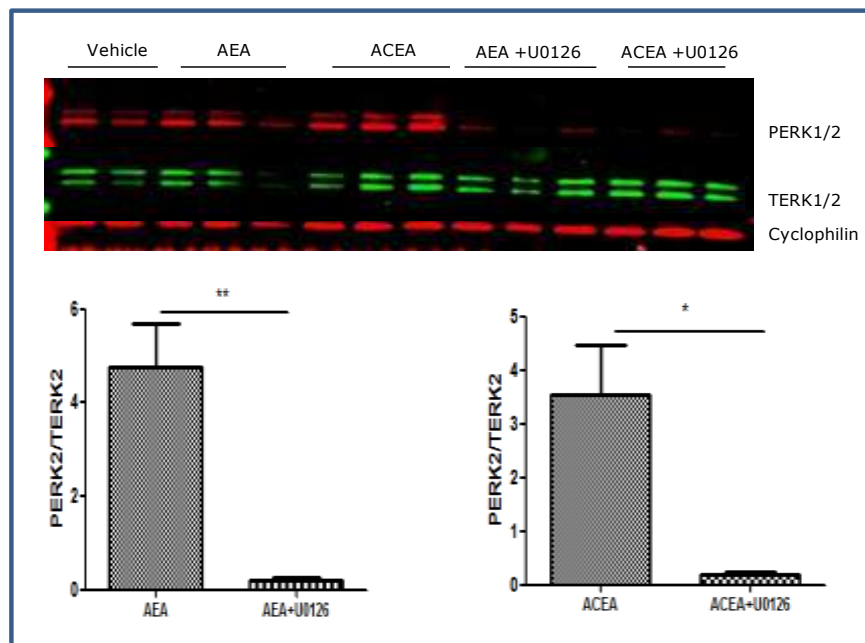 Vehicle AEA ACEA AEA +U0126 ACEA +U0126
PERK1/2
TERK1/2
Cyclophilin
**
6
4
2
0
PERK2/TERK2
AEA AEA+U0126
*
5
4
3
2
1
0
PERK2/TERK2
ACEA ACEA+U0126